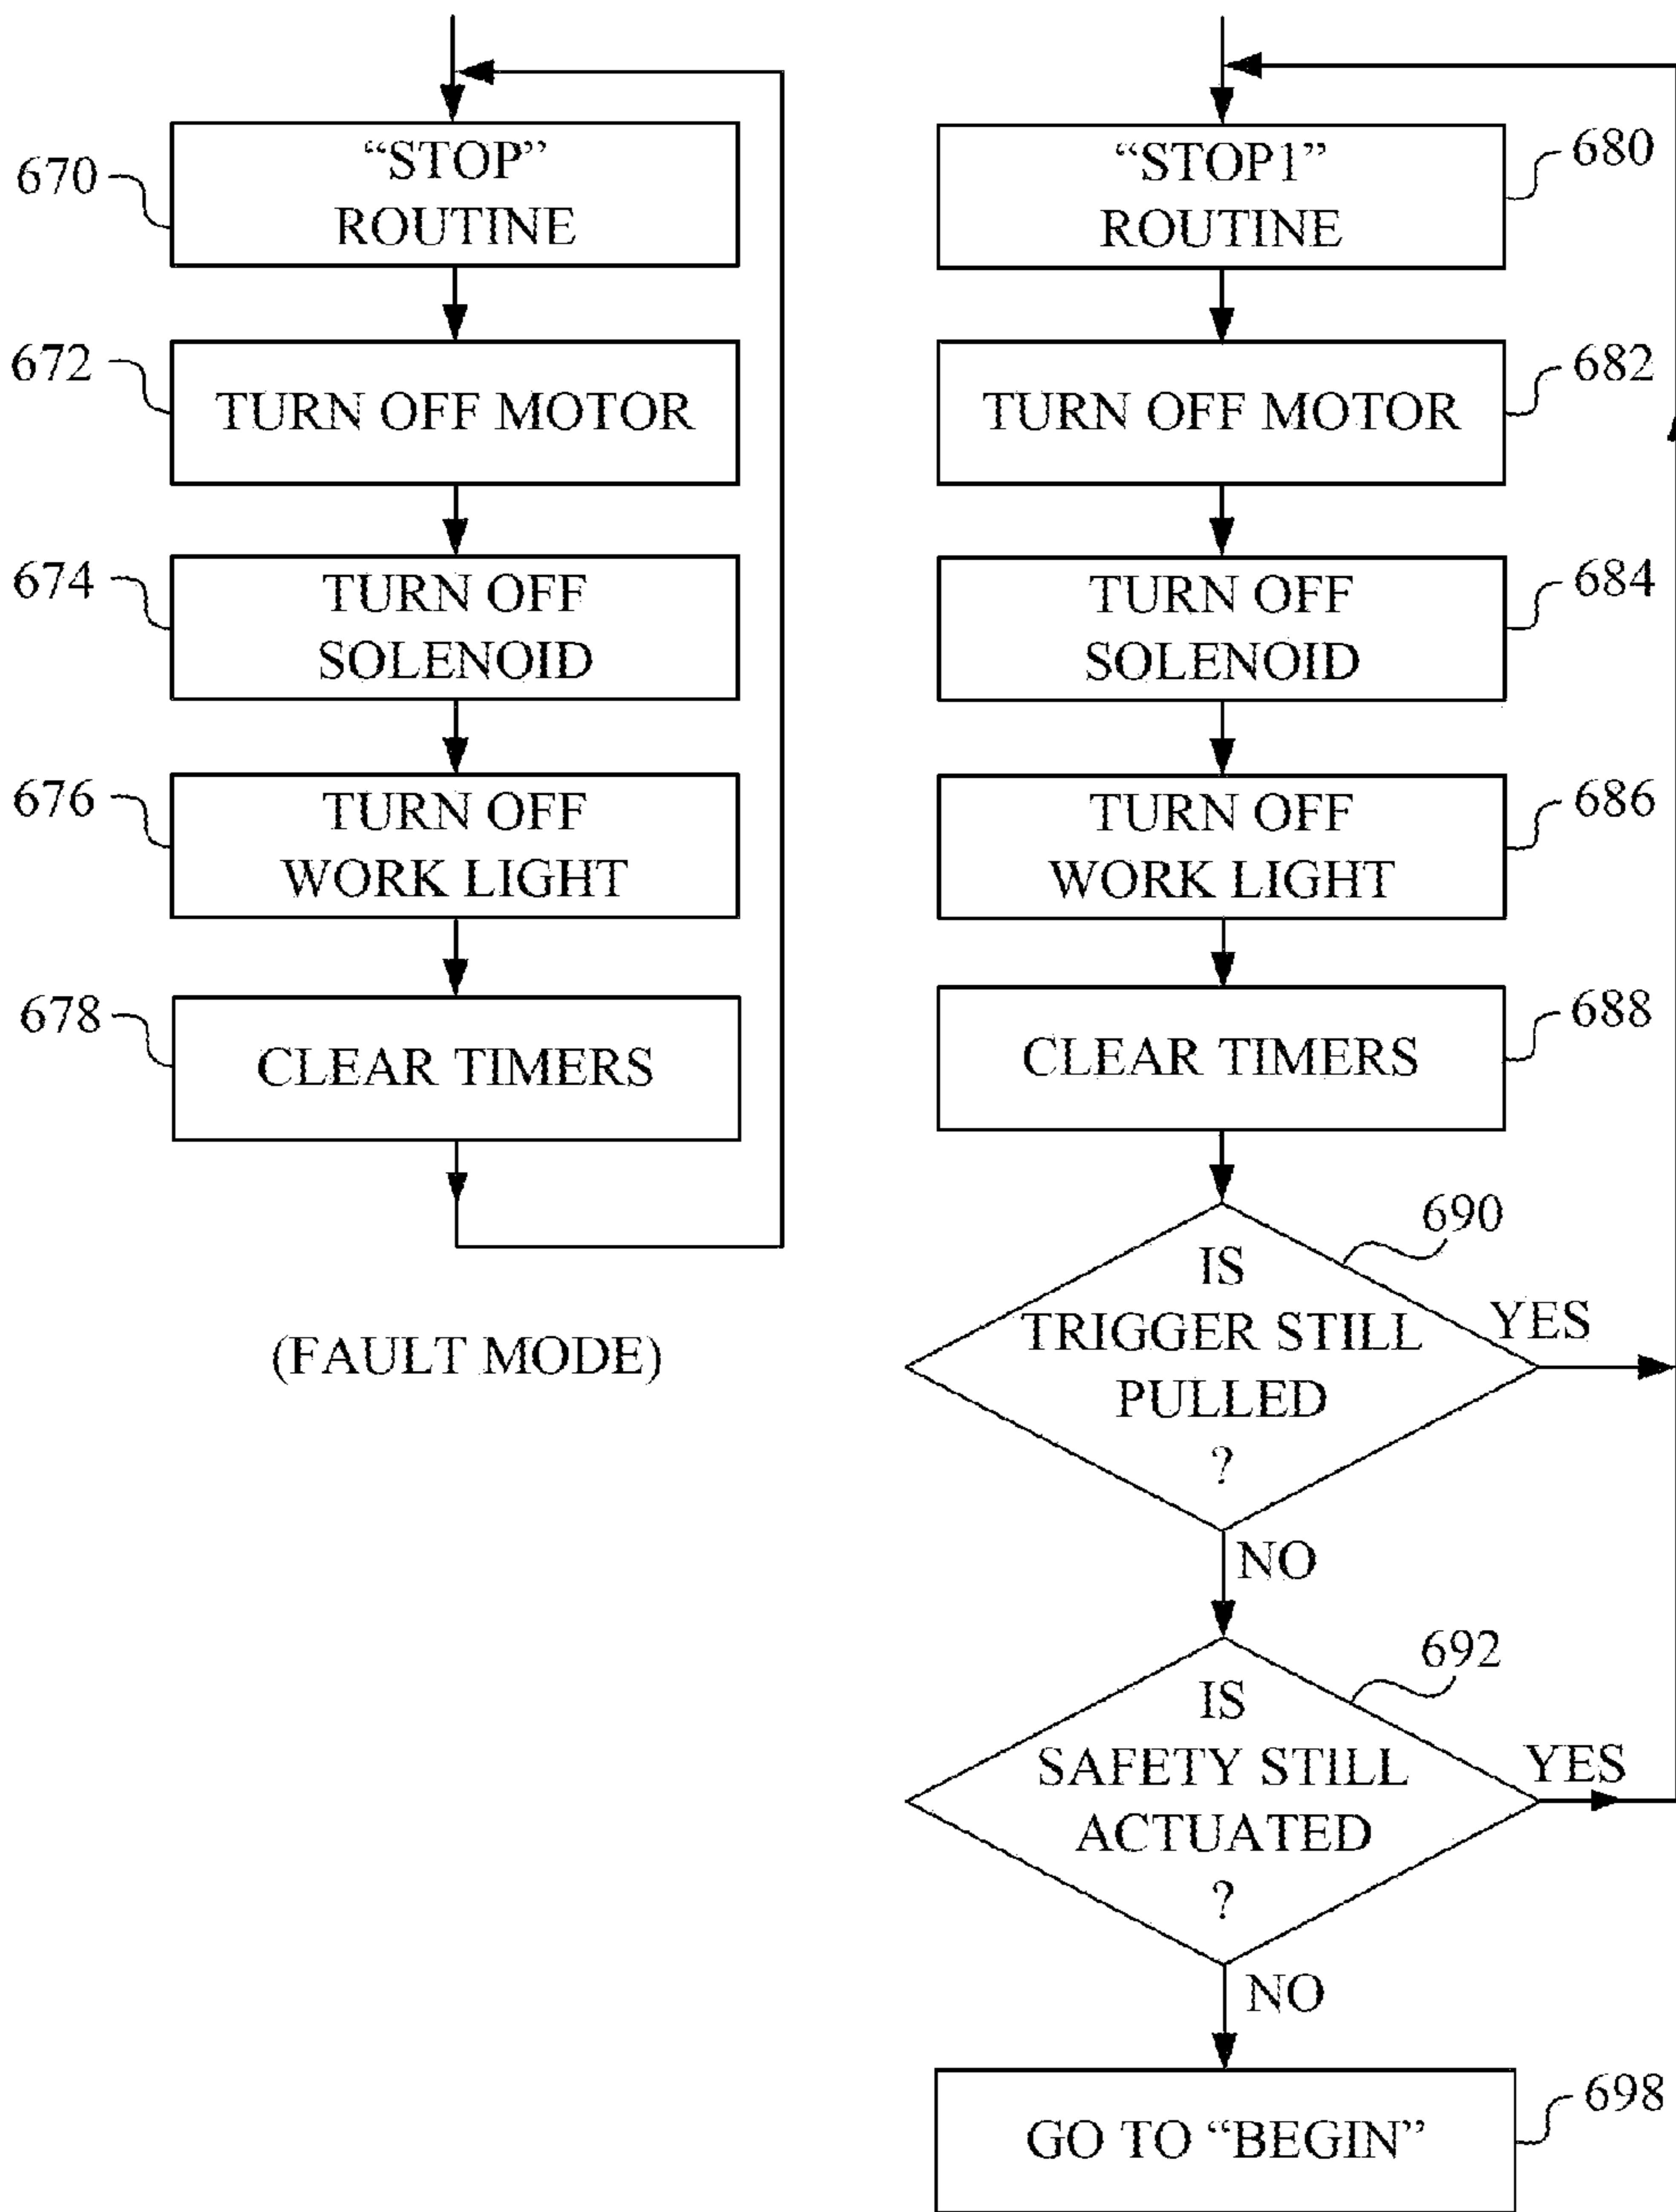 670
“STOP”
ROUTINE
672
TURN OFF MOTOR
674
TURN OFF
SOLENOID
676
TURN OFF
WORK LIGHT
678
CLEAR TIMERS
(FAULT MODE)
680
“STOP1”
ROUTINE
682
TURN OFF MOTOR
684
TURN OFF
SOLENOID
686
TURN OFF
WORK LIGHT
688
CLEAR TIMERS
690
IS
TRIGGER STILL
PULLED
?
YES
NO
692
IS
SAFETY STILL
ACTUATED
?
YES
NO
698
GO TO “BEGIN”